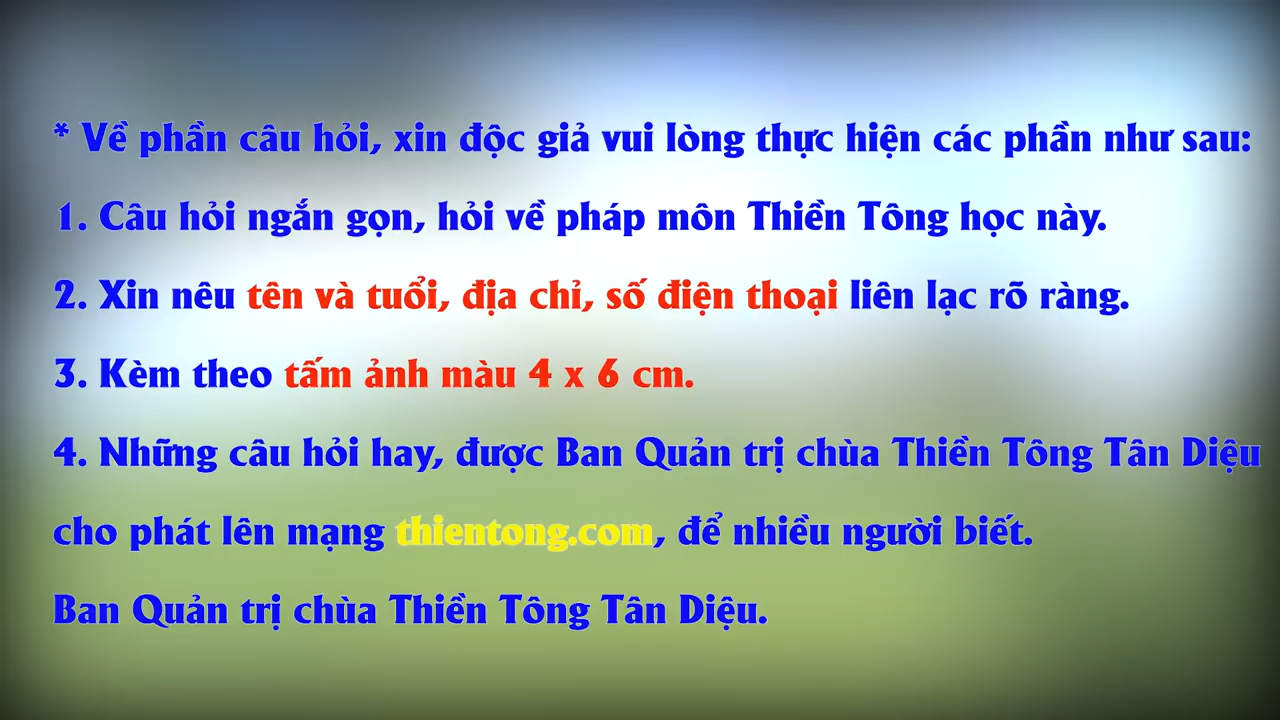 * Về phần câu hỏi, xin độc giả vui lòng thực hiện các phần như sau:
1. Câu hỏi ngắn gọn, hỏi về pháp môn Thiền Tông học này.
2. Xin nêu tên và tuổi, địa chỉ, số điện thoại liên lạc rõ ràng.
3. Kèm theo tấm ảnh màu 4 x 6 cm.
4. Những câu hỏi hay, được Ban Quản trị chùa Thiền Tông Tân Diệu
cho phát lên mạng thientong.com, để nhiều người biết.
Ban Quản trị chùa Thiền Tông Tân Diệu.